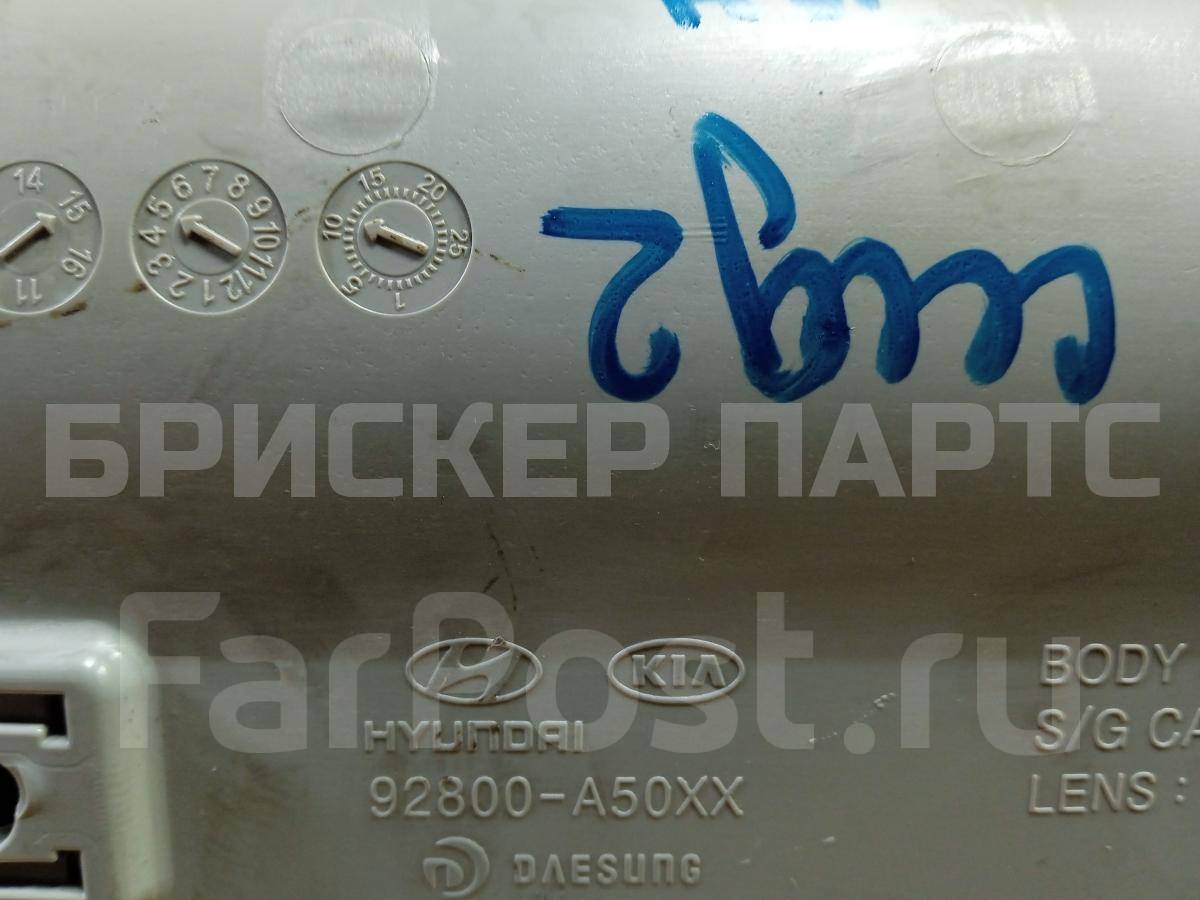 14 15 16 11
1 2 3 4 5 6 7 8 9 10 11 12
1 5 10 15 20 25
БРИСКЕР ПАРТС
FarPost.ru
KIA
HYUNDAI
92800-A50XX
DAESUNG
BODY
S/G CA
LENS :